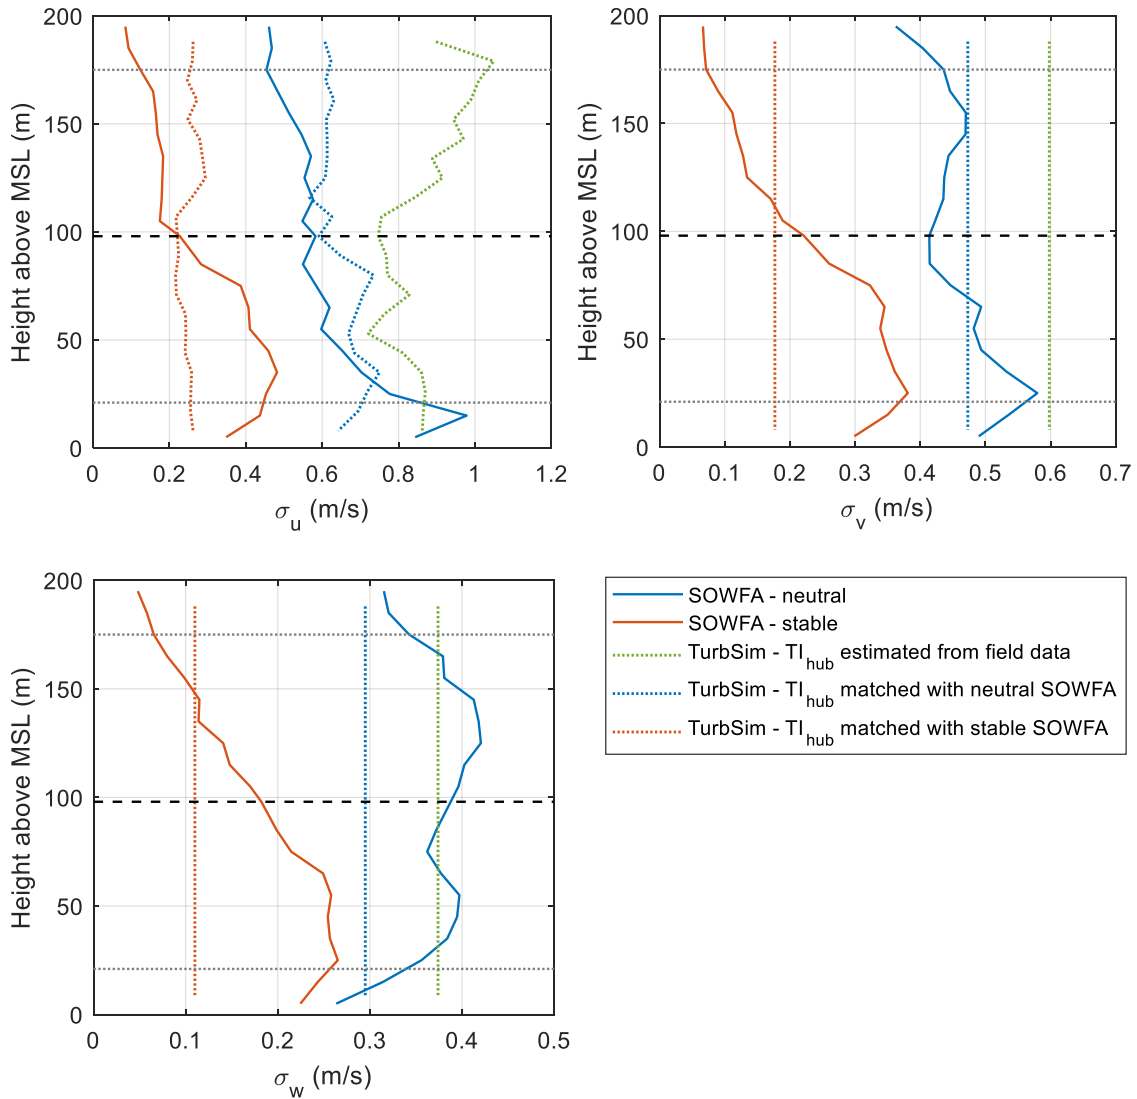 200
150
100
50
0
Height above MSL (m)
0 0.2 0.4 0.6 0.8 1 1.2
σu (m/s)
200
150
100
50
0
Height above MSL (m)
0 0.1 0.2 0.3 0.4 0.5 0.6 0.7
σv (m/s)
200
150
100
50
0
Height above MSL (m)
0 0.1 0.2 0.3 0.4 0.5
σw (m/s)
SOWFA - neutral
SOWFA - stable
TurbSim - TIhub estimated from field data
TurbSim - TIhub matched with neutral SOWFA
TurbSim - TIhub matched with stable SOWFA